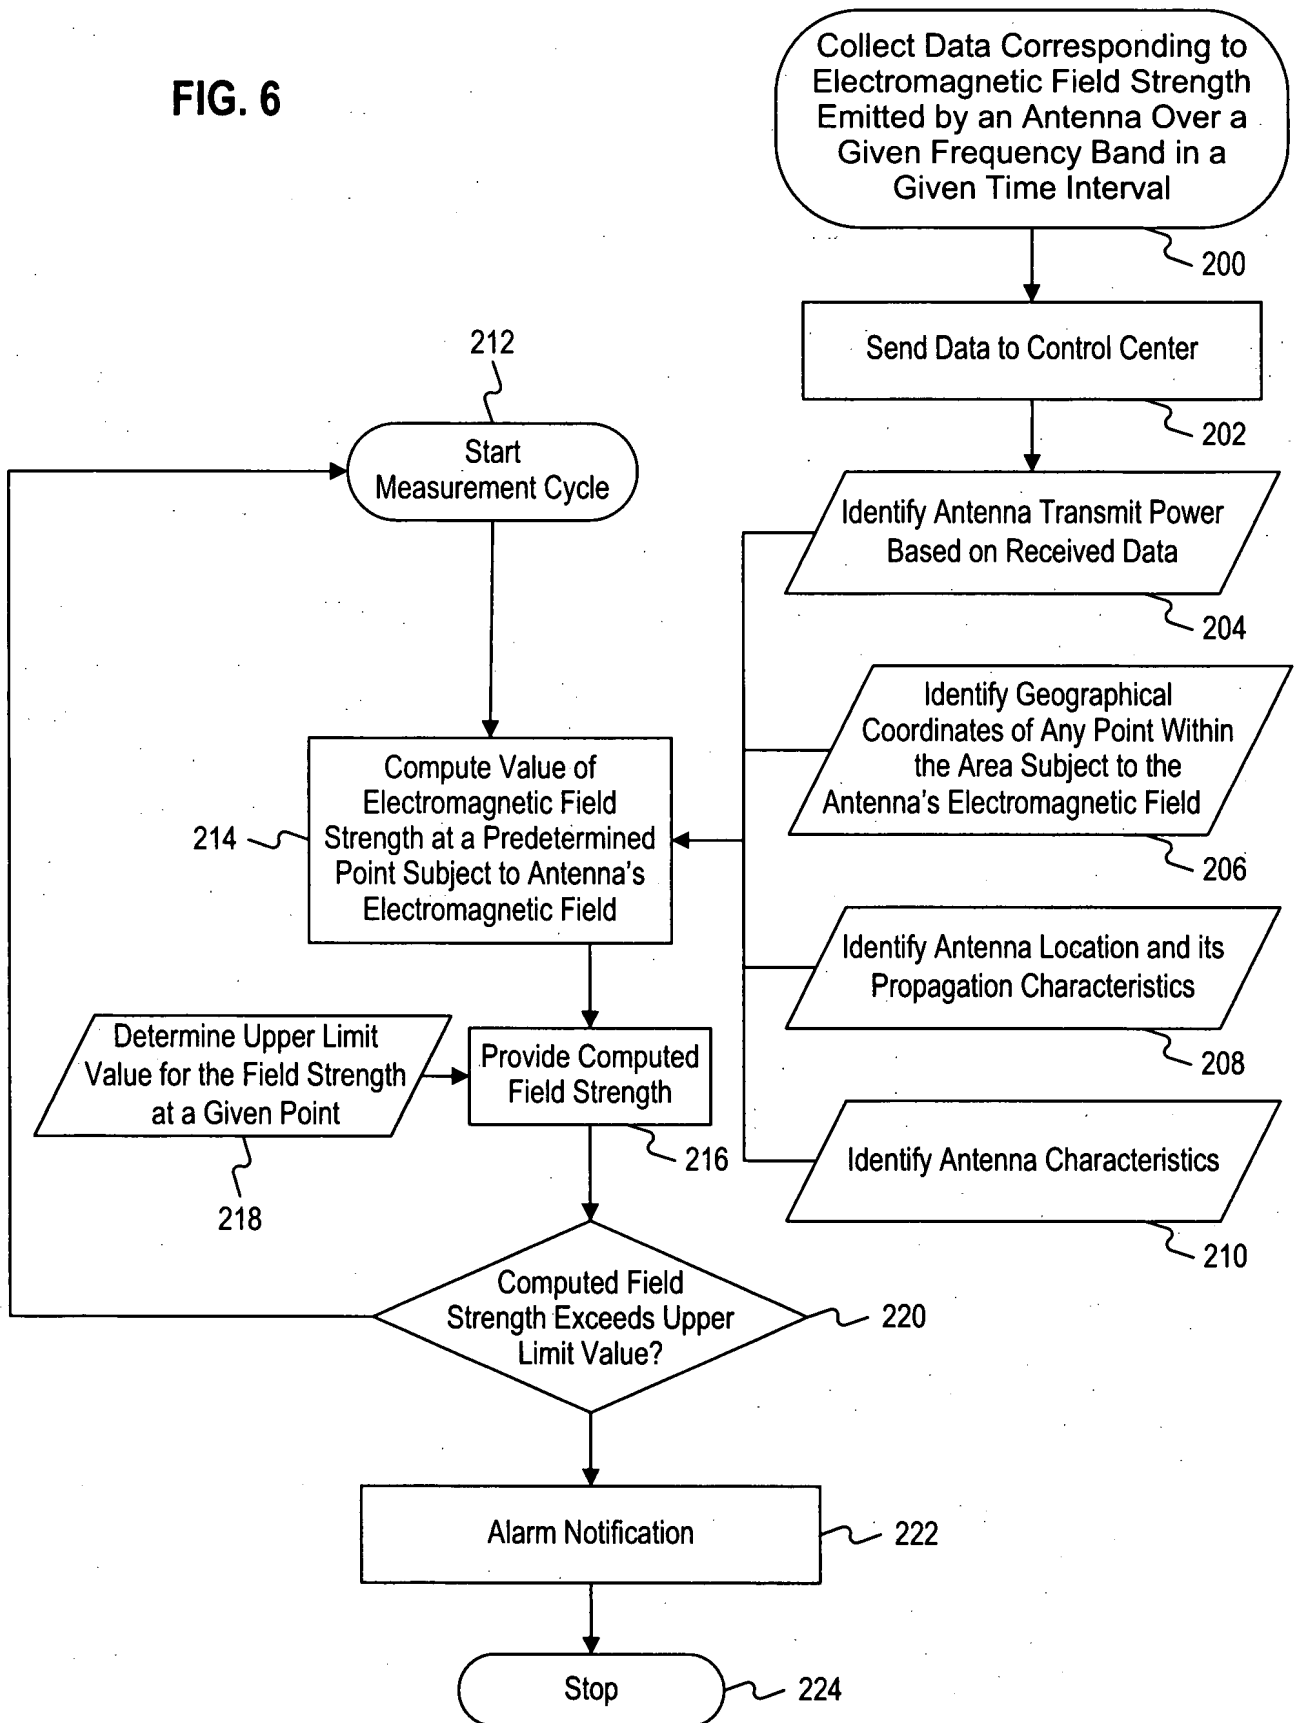 FIG. 6
Collect Data Corresponding to
Electromagnetic Field Strength
Emitted by an Antenna Over a
Given Frequency Band in a
Given Time Interval
200
Send Data to Control Center
202
212
Start
Measurement Cycle
Identify Antenna Transmit Power
Based on Received Data
204
Identify Geographical
Coordinates of Any Point Within
the Area Subject to the
Antenna's Electromagnetic Field
206
Compute Value of
Electromagnetic Field
Strength at a Predetermined
Point Subject to Antenna's
Electromagnetic Field
214
Identify Antenna Location and its
Propagation Characteristics
208
Determine Upper Limit
Value for the Field Strength
at a Given Point
218
Provide Computed
Field Strength
216
Identify Antenna Characteristics
210
Computed Field
Strength Exceeds Upper
Limit Value?
220
Alarm Notification
222
Stop
224